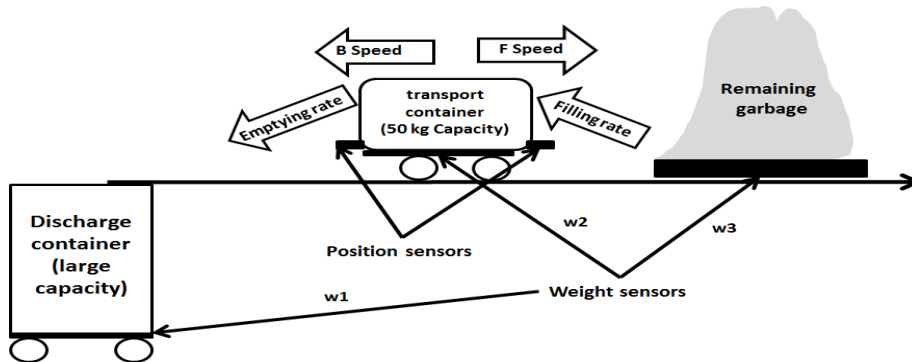 B Speed
F Speed
Emptying rate
transport
container
(50 kg Capacity)
Filling rate
Remaining
garbage
Discharge
container
(large
capacity)
Position sensors
w2
w3
w1
Weight sensors